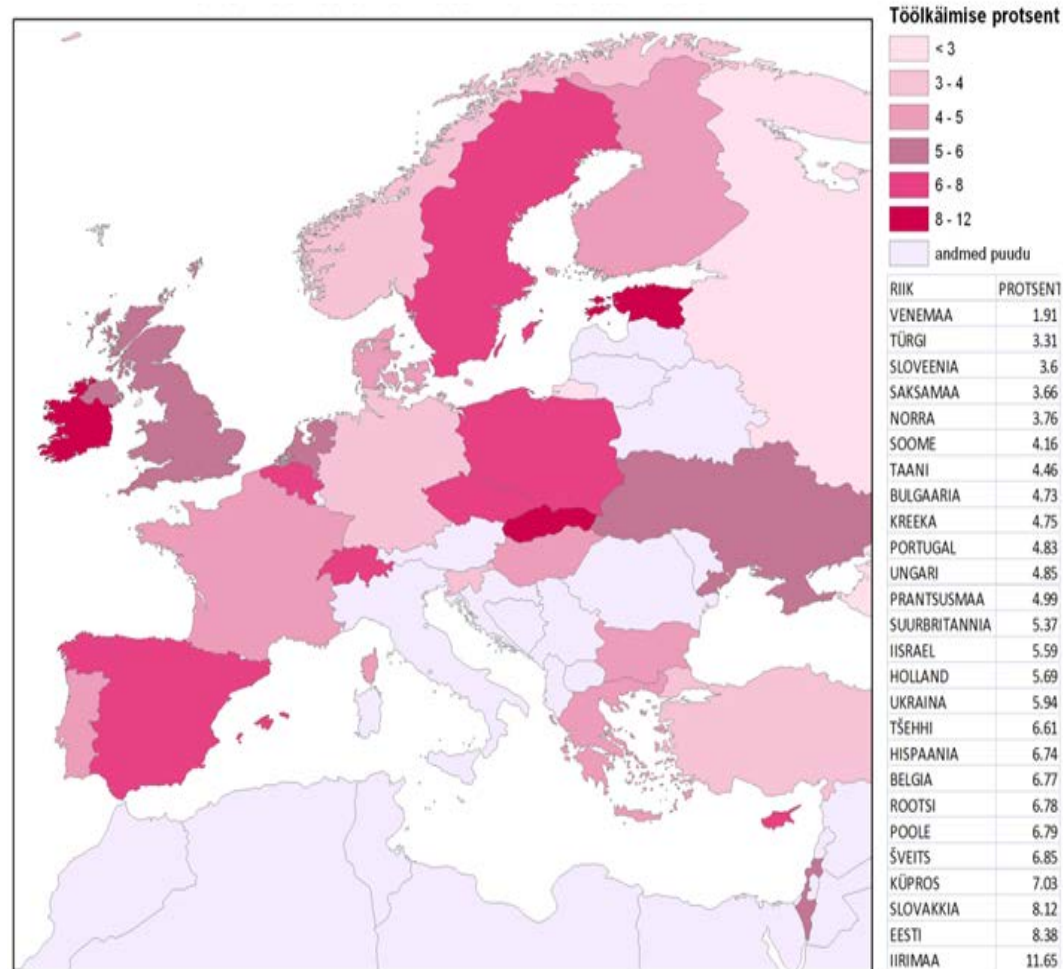 Töölkäimise protsent
< 3
3 - 4
4 - 5
5 - 6
6 - 8
8 - 12
andmed puudu
RIIK PROTSENT
VENEMAA 1.91
TÜRGI 3.31
SLOVEENIA 3.6
SAKSAMAA 3.66
NORRA 3.76
SOOME 4.16
TAANI 4.46
BULGAARIA 4.73
KREEKA 4.75
PORTUGAL 4.83
UNGARI 4.85
PRANTSUSMAA 4.99
SUURBRITANNIA 5.37
IISRAEL 5.59
HOLLAND 5.69
UKRAINA 5.94
TŠEHHI 6.61
HISPAANIA 6.74
BELGIA 6.77
ROOTSI 6.78
POOLE 6.79
ŠVEITS 6.85
KÜPROS 7.03
SLOVAKKIA 8.12
EESTI 8.38
IIRIMAA 11.65